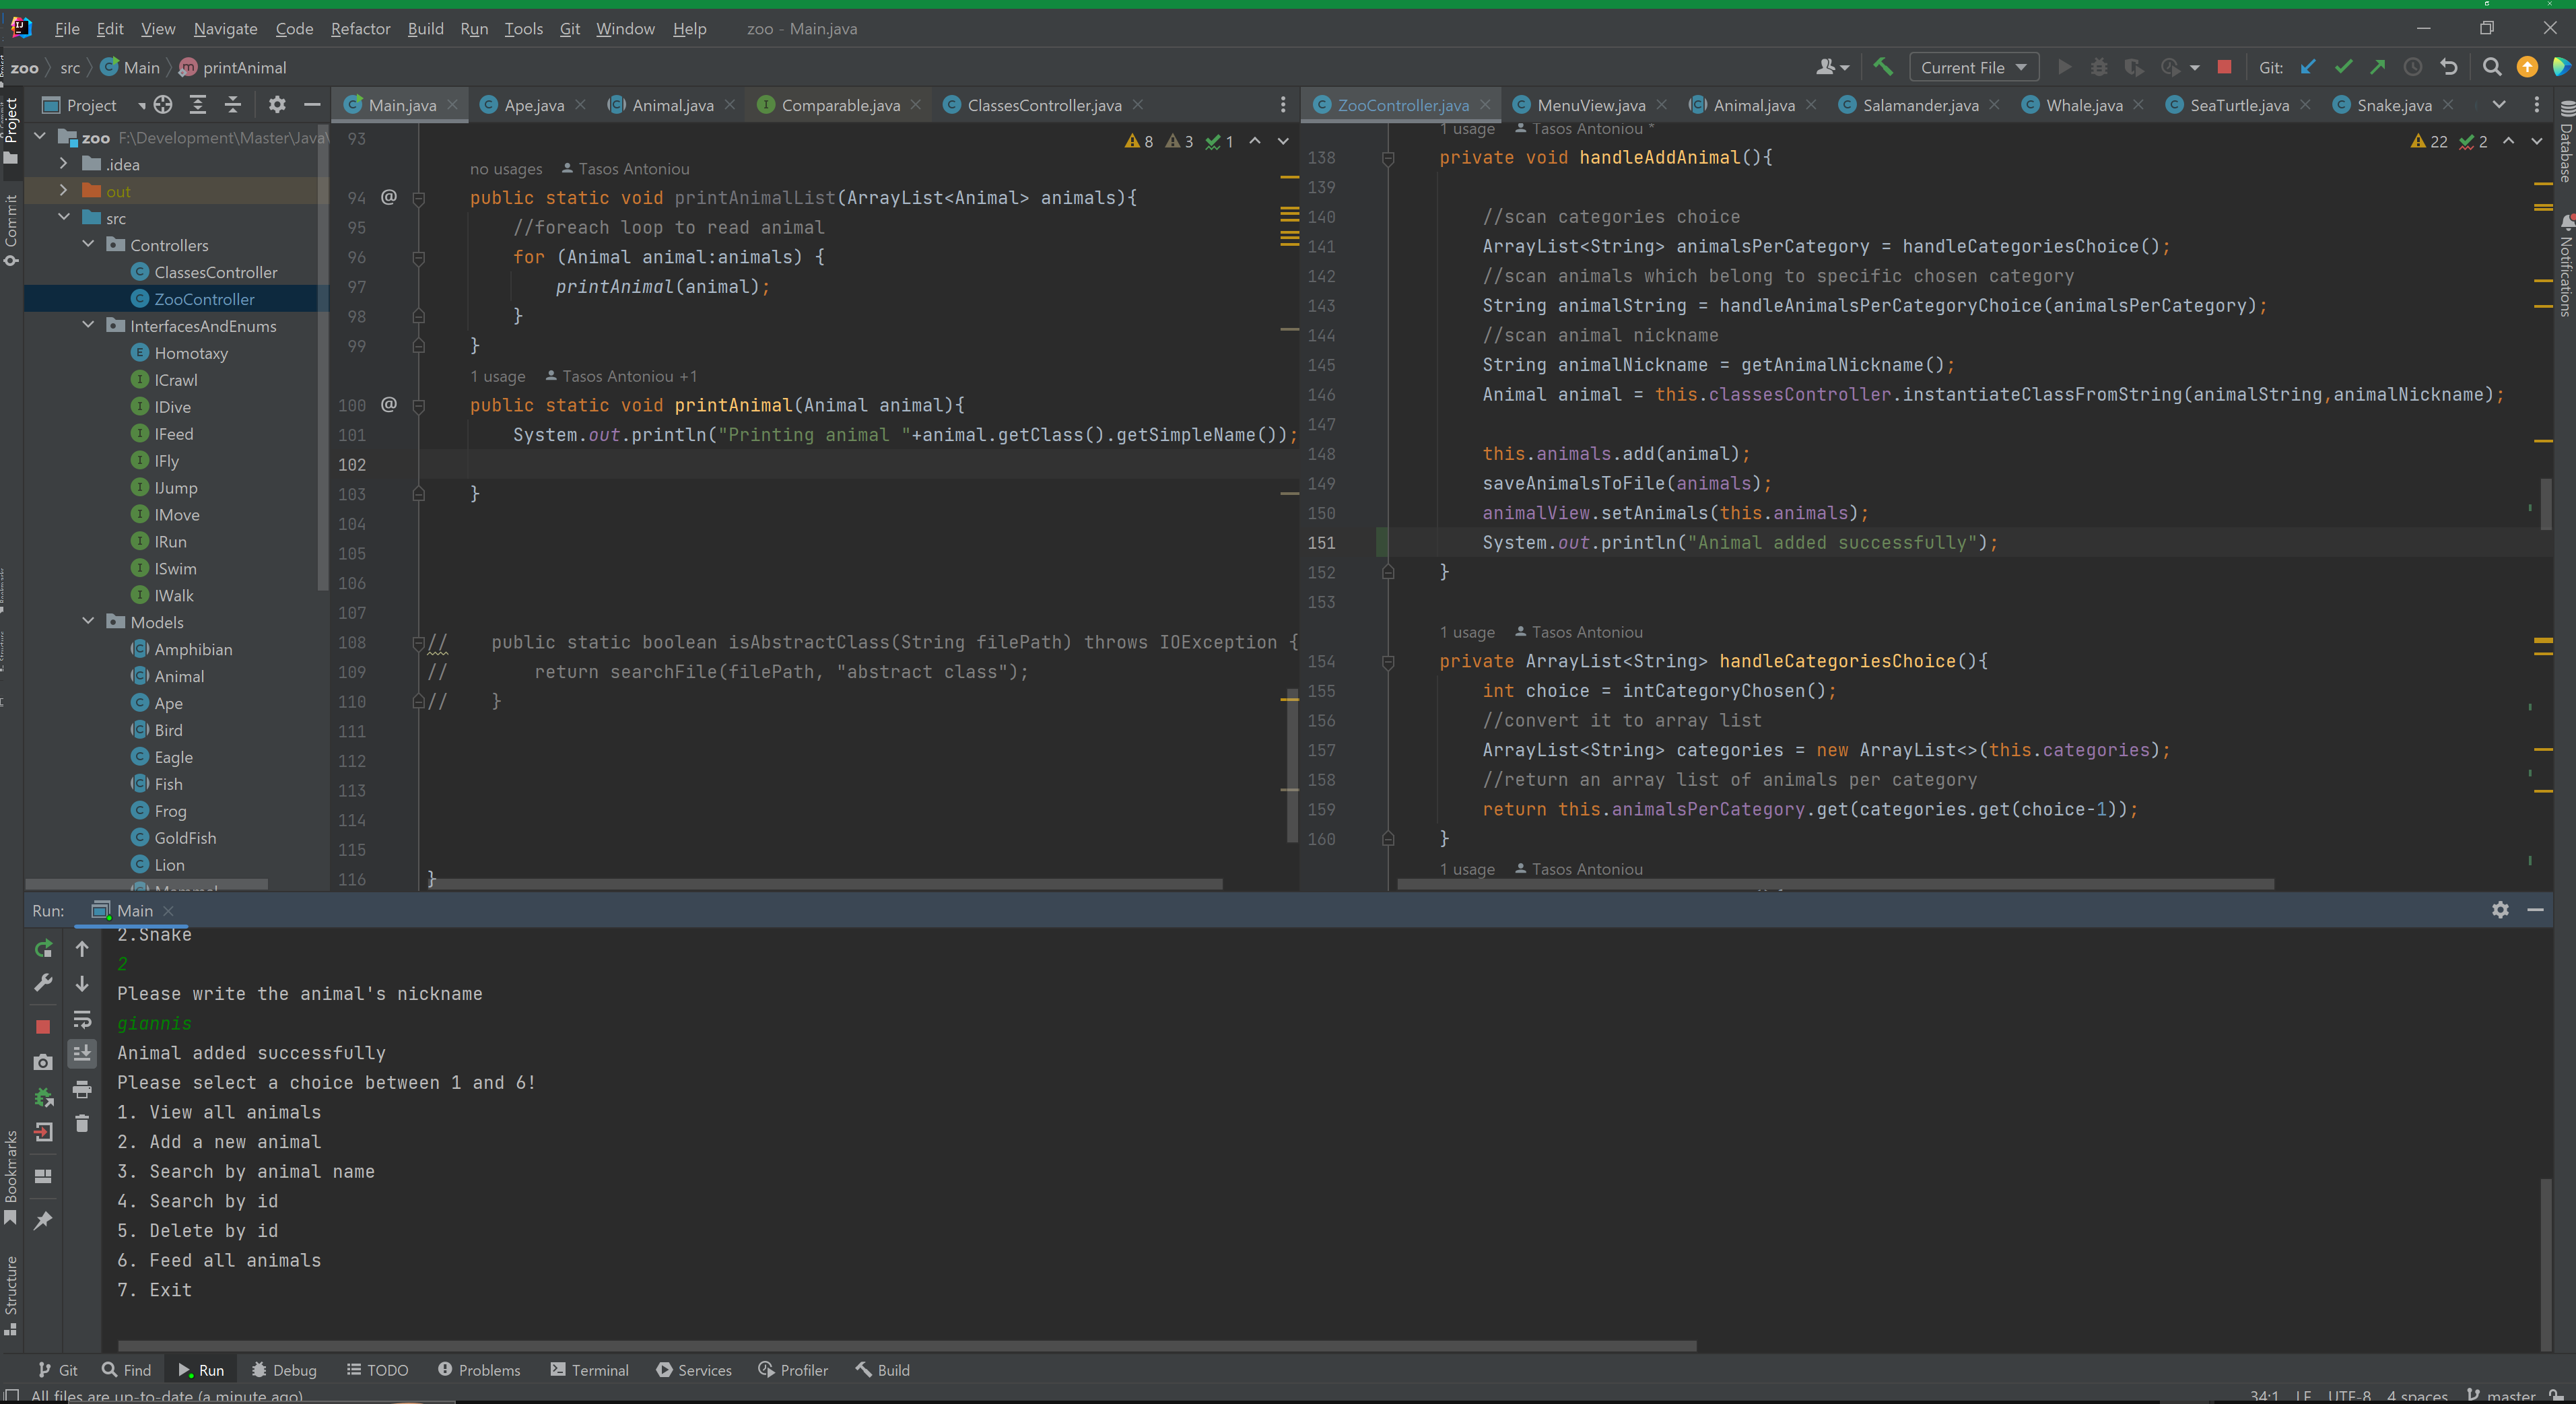 File Edit View Navigate Code Refactor Build Run Tools Git Window Help zoo - Main.java
zoo src Main printAnimal
Current File Git:
Project
Main.java Ape.java Animal.java Comparable.java ClassesController.java
ZooController.java MenuView.java Animal.java Salamander.java Whale.java SeaTurtle.java Snake.java
Project
Commit
zoo F:\Development\Master\Java\
.idea
out
src
Controllers
ClassesController
ZooController
InterfacesAndEnums
Homotaxy
ICrawl
IDive
IFeed
IFly
IJump
IMove
IRun
ISwim
IWalk
Models
Amphibian
Animal
Ape
Bird
Eagle
Fish
Frog
GoldFish
Lion
Mammal
8 3 1
93
no usages Tasos Antoniou
94 @ public static void printAnimalList(ArrayList<Animal> animals){
95 //foreach loop to read animal
96 for (Animal animal:animals) {
97 printAnimal(animal);
98 }
99 }
1 usage Tasos Antoniou +1
100 @ public static void printAnimal(Animal animal){
101 System.out.println("Printing animal "+animal.getClass().getSimpleName());
102
103 }
104
105
106
107
108 // public static boolean isAbstractClass(String filePath) throws IOException {
109 // return searchFile(filePath, "abstract class");
110 // }
111
112
113
114
115
116 }
1 usage Tasos Antoniou *
22 2
138 private void handleAddAnimal(){
139
140 //scan categories choice
141 ArrayList<String> animalsPerCategory = handleCategoriesChoice();
142 //scan animals which belong to specific chosen category
143 String animalString = handleAnimalsPerCategoryChoice(animalsPerCategory);
144 //scan animal nickname
145 String animalNickname = getAnimalNickname();
146 Animal animal = this.classesController.instantiateClassFromString(animalString,animalNickname);
147
148 this.animals.add(animal);
149 saveAnimalsToFile(animals);
150 animalView.setAnimals(this.animals);
151 System.out.println("Animal added successfully");
152 }
153
1 usage Tasos Antoniou
154 private ArrayList<String> handleCategoriesChoice(){
155 int choice = intCategoryChosen();
156 //convert it to array list
157 ArrayList<String> categories = new ArrayList<>(this.categories);
158 //return an array list of animals per category
159 return this.animalsPerCategory.get(categories.get(choice-1));
160 }
1 usage Tasos Antoniou
Database
Notifications
Run: Main
2.Snake
2
Please write the animal's nickname
giannis
Animal added successfully
Please select a choice between 1 and 6!
1. View all animals
2. Add a new animal
3. Search by animal name
4. Search by id
5. Delete by id
6. Feed all animals
7. Exit
Bookmarks
Structure
Git Find Run Debug TODO Problems Terminal Services Profiler Build
All files are up-to-date (a minute ago)
34:1 LF UTF-8 4 spaces master